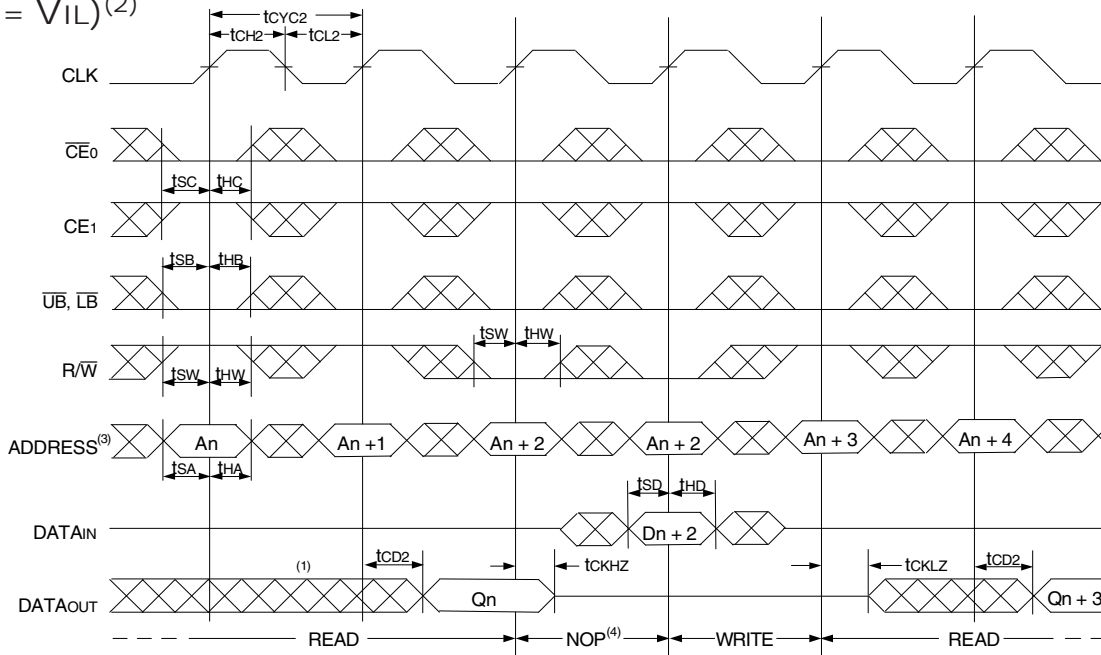 = VIL)(2)
tCYC2
tCH2 tCL2
CLK
CE0
tSC tHC
CE1
tSB tHB
UB, LB
tSW tHW
R/W
tSW tHW
ADDRESS(3) An An +1 An + 2 An + 2 An + 3 An + 4
tSA tHA
tSD tHD
DATAIN Dn + 2
(1) tCD2 tCKHZ tCKLZ tCD2
DATAOUT Qn Qn + 3
READ NOP(4) WRITE READ